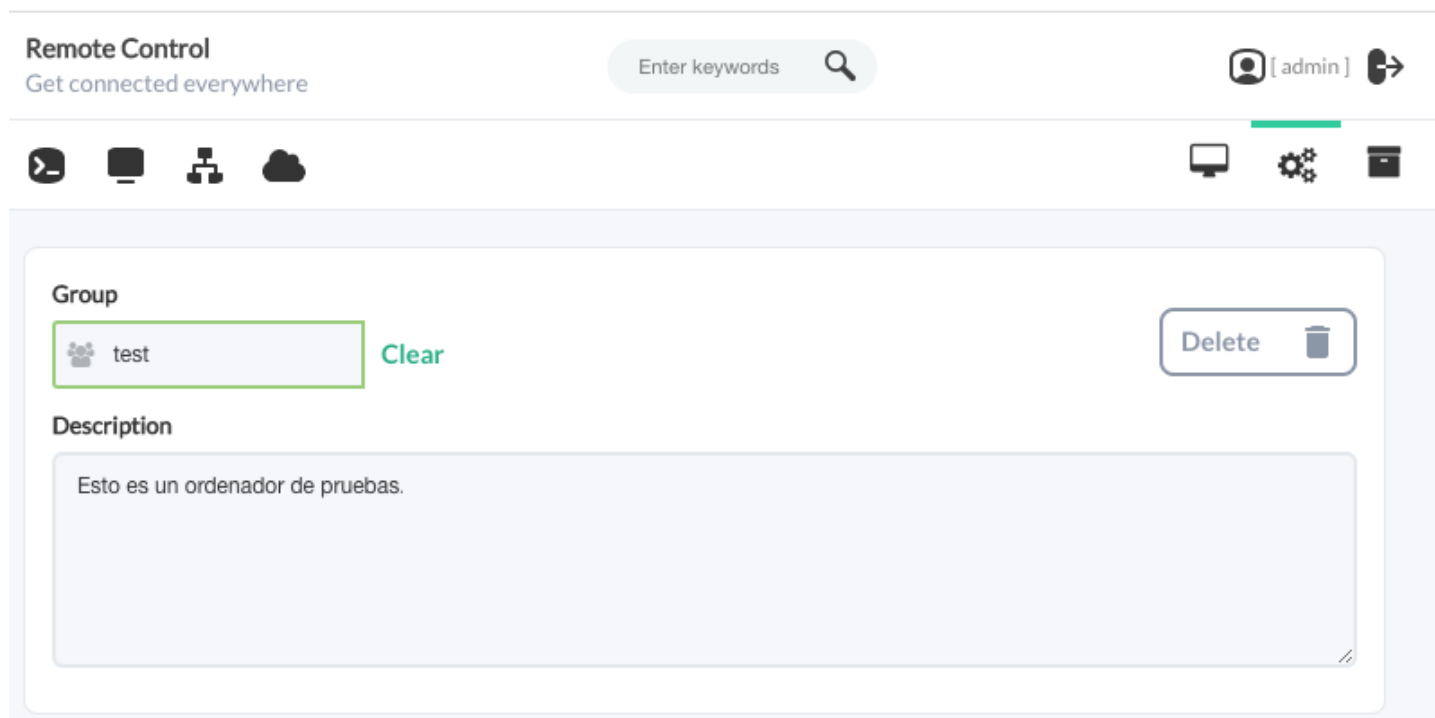 Remote Control
Get connected everywhere
Enter keywords
[ admin ]
Group
test
Clear
Delete
Description
Esto es un ordenador de pruebas.